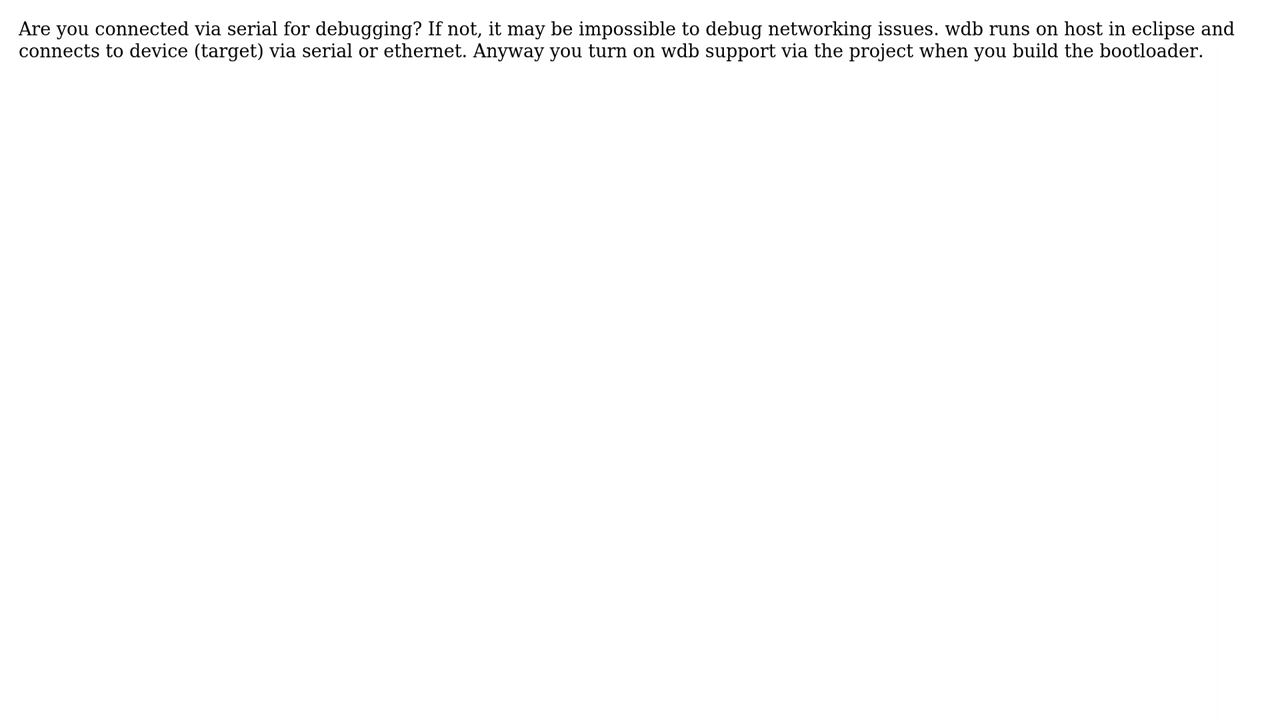 Are you connected via serial for debugging? If not, it may be impossible to debug networking issues. wdb runs on host in eclipse and
connects to device (target) via serial or ethernet. Anyway you turn on wdb support via the project when you build the bootloader.